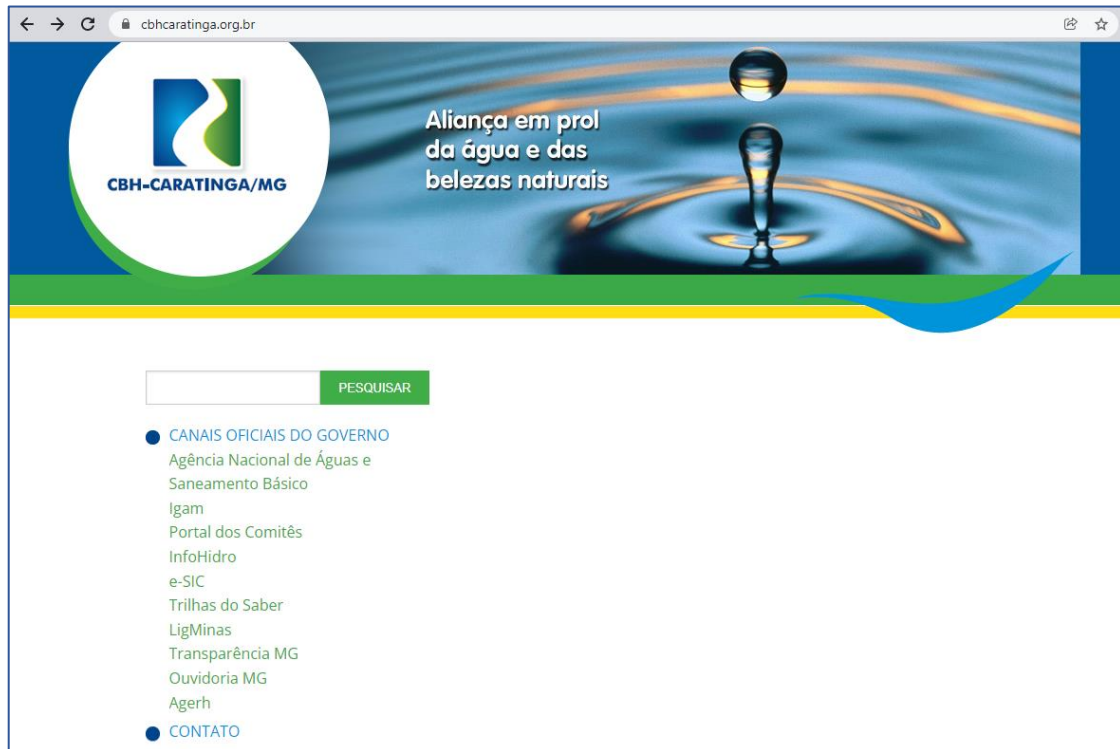 cbhcaratinga.org.br
CBH-CARATINGA/MG
Aliança em prol
da água e das
belezas naturais
PESQUISAR
CANAIS OFICIAIS DO GOVERNO
Agência Nacional de Águas e
Saneamento Básico
Igam
Portal dos Comitês
InfoHidro
e-SIC
Trilhas do Saber
LigMinas
Transparência MG
Ouvidoria MG
Agerh
CONTATO